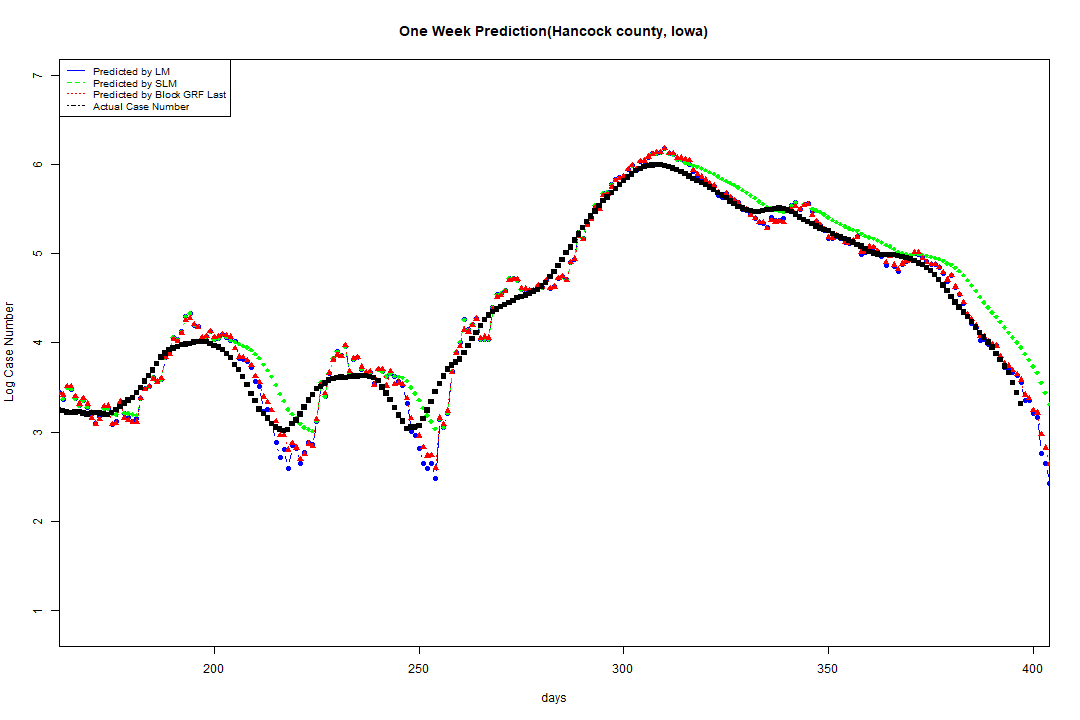 One Week Prediction(Hancock county, Iowa)
Predicted by LM
Predicted by SLM
Predicted by Block GRF Last
Actual Case Number
7
6
5
4
3
2
1
Log Case Number
200
250
300
350
400
days